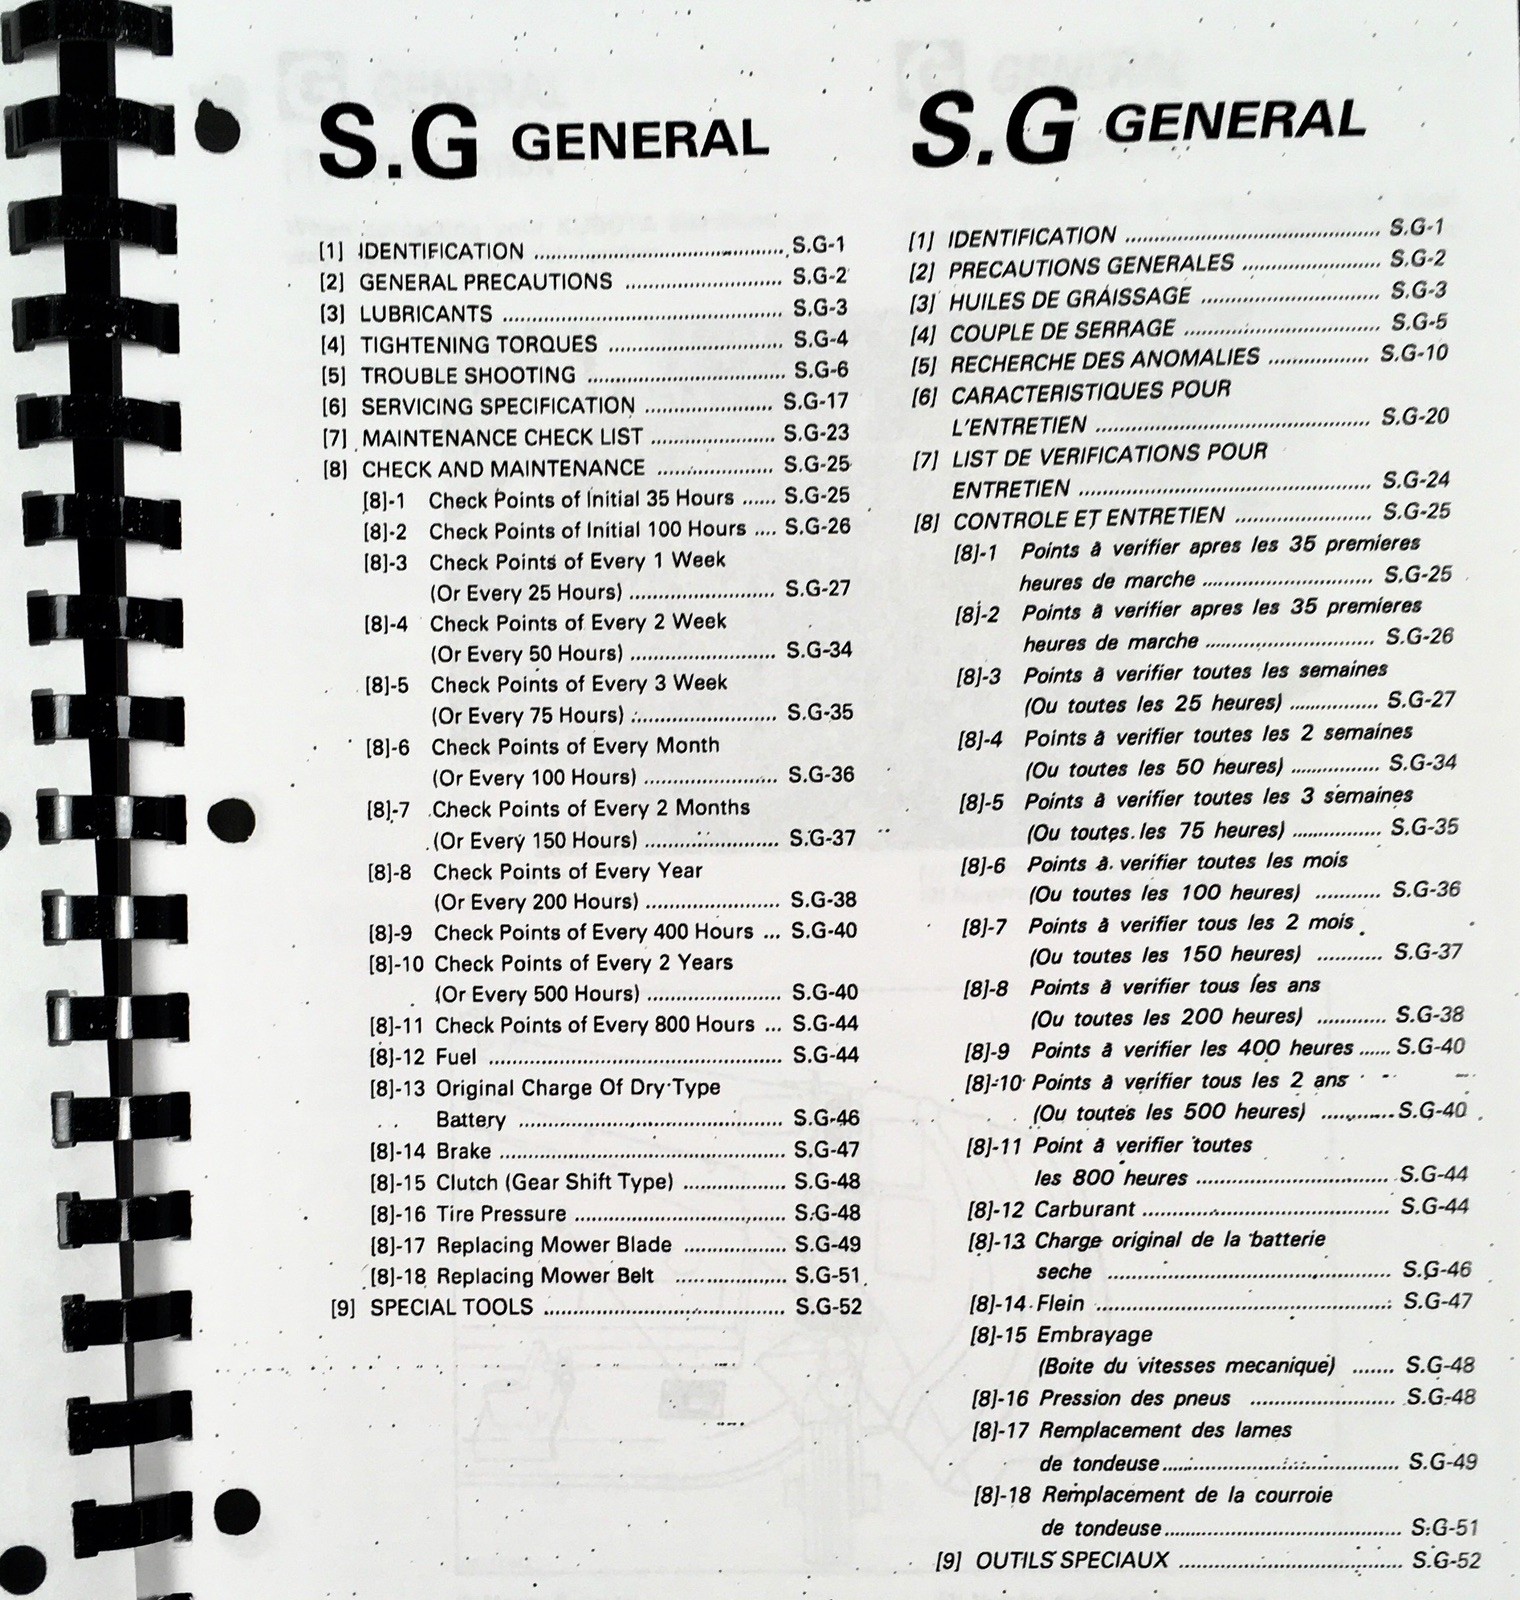 S.G GENERAL
[1] IDENTIFICATION ........................................ S.G-1
[2] GENERAL PRECAUTIONS ......................... S.G-2
[3] LUBRICANTS ............................................. S.G-3
[4] TIGHTENING TORQUES ............................ S.G-4
[5] TROUBLE SHOOTING ................................ S.G-6
[6] SERVICING SPECIFICATION ..................... S.G-17
[7] MAINTENANCE CHECK LIST .................... S.G-23
[8] CHECK AND MAINTENANCE ................... S.G-25
[8]-1 Check Points of Initial 35 Hours ...... S.G-25
[8]-2 Check Points of Initial 100 Hours .... S.G-26
[8]-3 Check Points of Every 1 Week
(Or Every 25 Hours) ........................ S.G-27
[8]-4 Check Points of Every 2 Week
(Or Every 50 Hours) ........................ S.G-34
[8]-5 Check Points of Every 3 Week
(Or Every 75 Hours) ........................ S.G-35
[8]-6 Check Points of Every Month
(Or Every 100 Hours) ...................... S.G-36
[8]-7 Check Points of Every 2 Months
(Or Every 150 Hours) ...................... S.G-37
[8]-8 Check Points of Every Year
(Or Every 200 Hours) ...................... S.G-38
[8]-9 Check Points of Every 400 Hours ... S.G-40
[8]-10 Check Points of Every 2 Years
(Or Every 500 Hours) ...................... S.G-40
[8]-11 Check Points of Every 800 Hours ... S.G-44
[8]-12 Fuel ................................................ S.G-44
[8]-13 Original Charge Of Dry Type
Battery ........................................... S.G-46
[8]-14 Brake .............................................. S.G-47
[8]-15 Clutch (Gear Shift Type) ................. S.G-48
[8]-16 Tire Pressure .................................. S.G-48
[8]-17 Replacing Mower Blade ................. S.G-49
[8]-18 Replacing Mower Belt .................. S.G-51
[9] SPECIAL TOOLS ....................................... S.G-52
S.G GENERAL
[1] IDENTIFICATION ........................................ S.G-1
[2] PRECAUTIONS GENERALES ...................... S.G-2
[3] HUILES DE GRAISSAGE ............................. S.G-3
[4] COUPLE DE SERRAGE ................................ S.G-5
[5] RECHERCHE DES ANOMALIES ................ S.G-10
[6] CARACTERISTIQUES POUR
L'ENTRETIEN ............................................ S.G-20
[7] LIST DE VERIFICATIONS POUR
ENTRETIEN ............................................... S.G-24
[8] CONTROLE ET ENTRETIEN ...................... S.G-25
[8]-1 Points à verifier apres les 35 premieres
heures de marche ............................ S.G-25
[8]-2 Points à verifier apres les 35 premieres
heures de marche ............................ S.G-26
[8]-3 Points à verifier toutes les semaines
(Ou toutes les 25 heures) .............. S.G-27
[8]-4 Points à verifier toutes les 2 semaines
(Ou toutes les 50 heures) .............. S.G-34
[8]-5 Points à verifier toutes les 3 semaines
(Ou toutes les 75 heures) .............. S.G-35
[8]-6 Points à verifier toutes les mois
(Ou toutes les 100 heures) ........... S.G-36
[8]-7 Points à verifier tous les 2 mois
(Ou toutes les 150 heures) ........... S.G-37
[8]-8 Points à verifier tous les ans
(Ou toutes les 200 heures) ............ S.G-38
[8]-9 Points à verifier les 400 heures ...... S.G-40
[8]-10 Points à verifier tous les 2 ans
(Ou toutes les 500 heures) ............ S.G-40
[8]-11 Point à verifier toutes
les 800 heures ................................ S.G-44
[8]-12 Carburant ......................................... S.G-44
[8]-13 Charge original de la batterie
seche ............................................... S.G-46
[8]-14 Flein ................................................. S.G-47
[8]-15 Embrayage
(Boite du vitesses mecanique) ....... S.G-48
[8]-16 Pression des pneus ........................ S.G-48
[8]-17 Remplacement des lames
de tondeuse....................................... S.G-49
[8]-18 Remplacement de la courroie
de tondeuse....................................... S.G-51
[9] OUTILS SPECIAUX ..................................... S.G-52